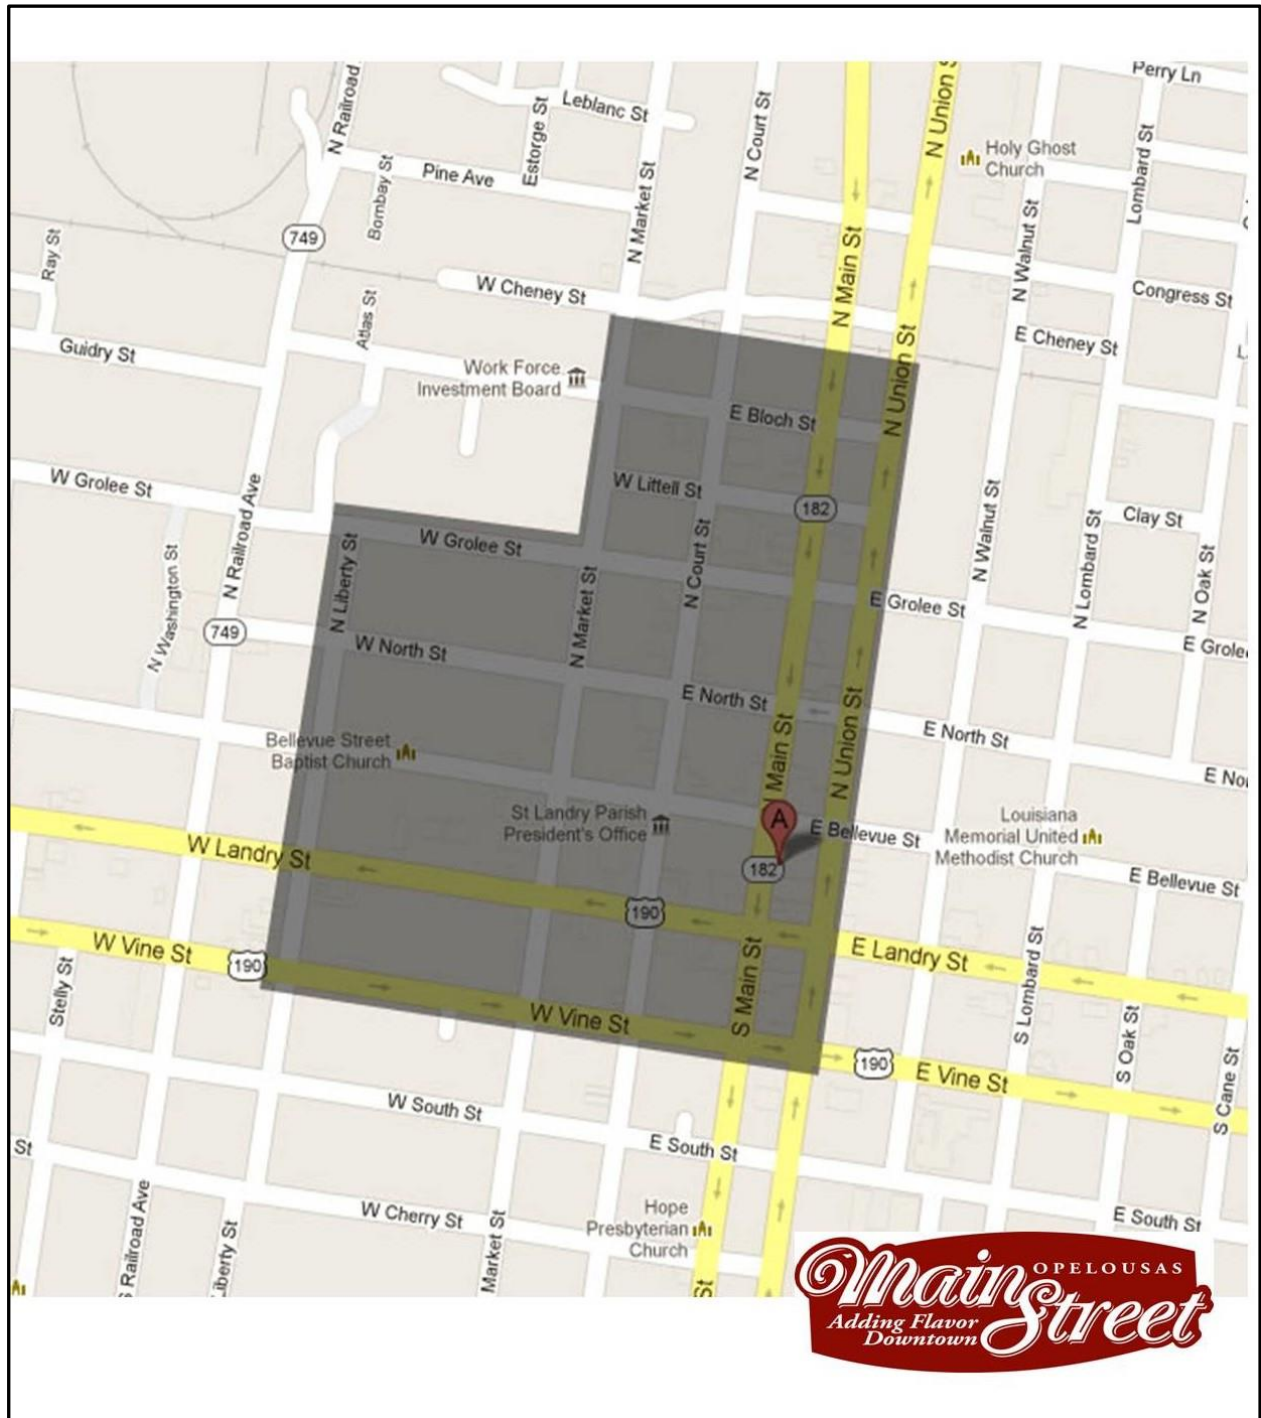 Perry Ln
Leblanc St
Estorge St
N Railroad
N Court St
N Union S
Holy Ghost
Church
Pine Ave
Bombay St
N Market St
Lombard St
N Walnut St
749
Ray St
W Cheney St
N Main St
Congress St
Atlas St
E Cheney St
Guidry St
Work Force
Investment Board
N Union St
E Bloch St
W Grolee St
W Littell St
182
N Railroad Ave
N Walnut St
Clay St
N Lombard St
N Oak St
W Grolee St
N Court St
N Liberty St
N Market St
E Grolee St
N Washington St
749
W North St
E Grole
E North St
N Union St
Main St
E North St
Bellevue Street
Baptist Church
E No
St Landry Parish
President's Office
A
E Bellevue St
Louisiana
Memorial United
Methodist Church
W Landry St
182
E Bellevue St
190
W Vine St
190
S Main St
E Landry St
Stelly St
W Vine St
S Lombard St
S Oak St
190
E Vine St
S Cane St
W South St
E South St
St
S Railroad Ave
Liberty St
W Cherry St
Market St
Hope
Presbyterian
Church
E South St
St
OPELOUSAS
Main
Street
Adding Flavor
Downtown